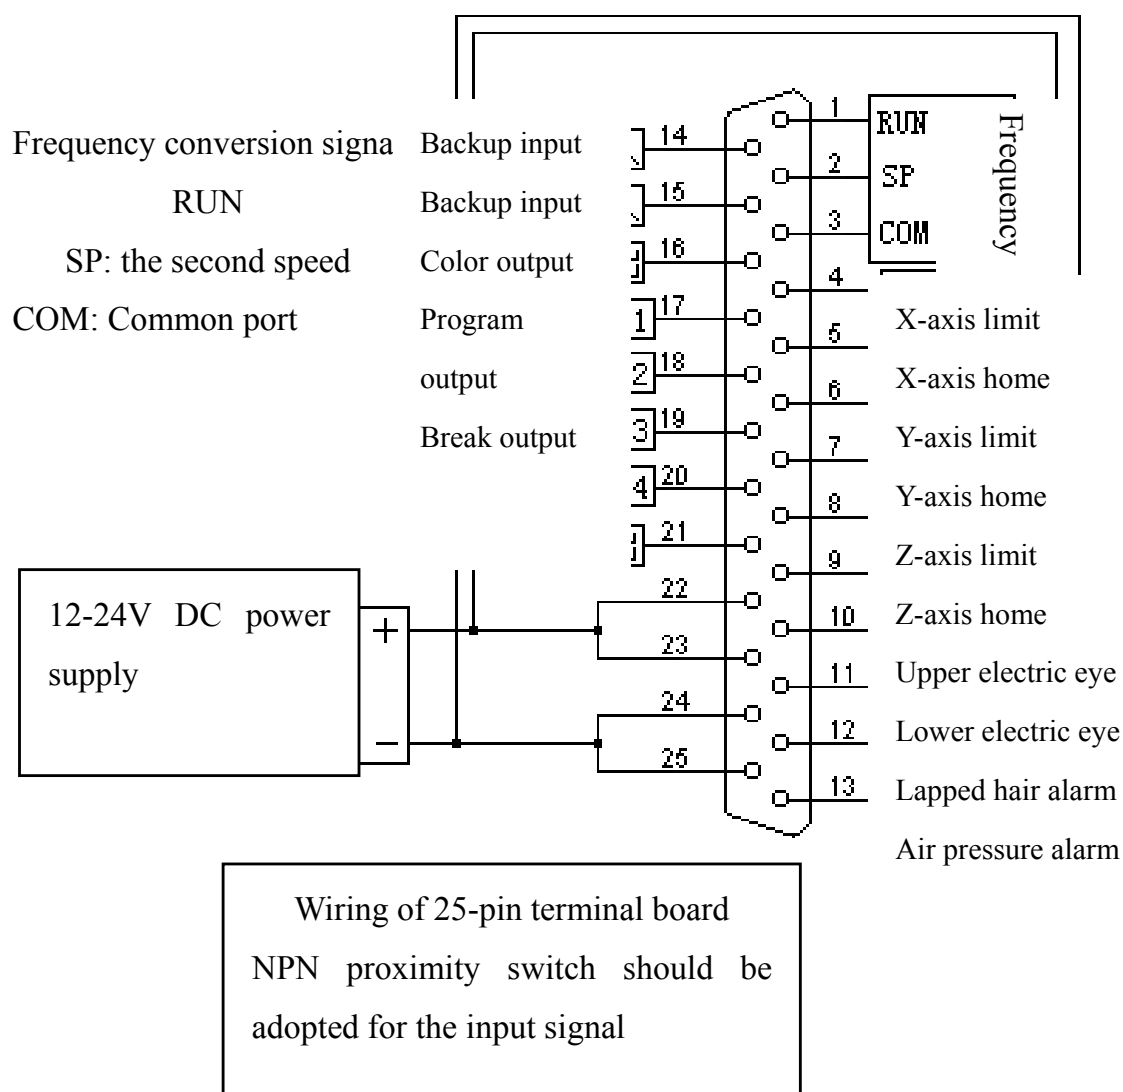 Frequency conversion signa
RUN
SP: the second speed
COM: Common port
Backup input
Backup input
Color output
Program
output
Break output
14
15
16
17
18
19
20
21
22
23
24
25
1
2
3
4
1
2
3
4
5
6
7
8
9
10
11
12
13
RUN
SP
COM
Frequency
X-axis limit
X-axis home
Y-axis limit
Y-axis home
Z-axis limit
Z-axis home
Upper electric eye
Lower electric eye
Lapped hair alarm
Air pressure alarm
12-24V DC power
supply
+
−
Wiring of 25-pin terminal board
NPN proximity switch should be
adopted for the input signal